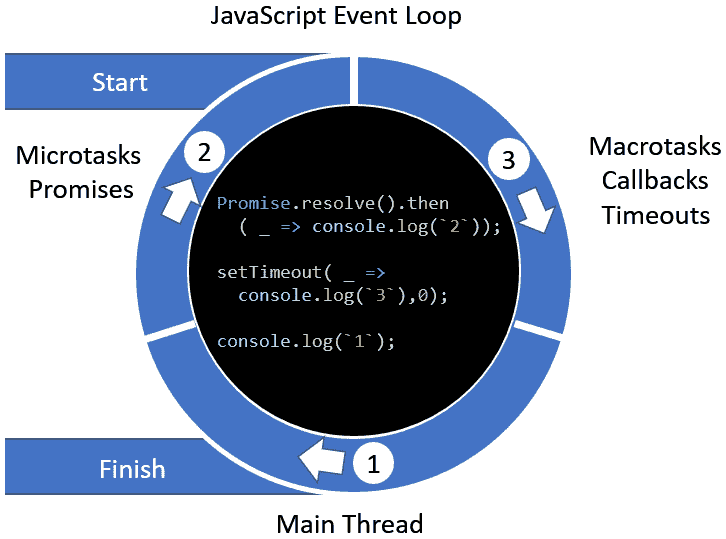 JavaScript Event Loop
Start
2
3
Microtasks
Promises
Macrotasks
Callbacks
Timeouts
Promise.resolve().then
( _ => console.log(`2`));
setTimeout( _ =>
console.log(`3`),0);
console.log(`1`);
Finish
1
Main Thread